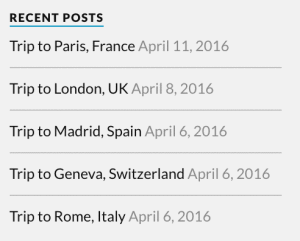 RECENT POSTS
Trip to Paris, France April 11, 2016
Trip to London, UK April 8, 2016
Trip to Madrid, Spain April 6, 2016
Trip to Geneva, Switzerland April 6, 2016
Trip to Rome, Italy April 6, 2016